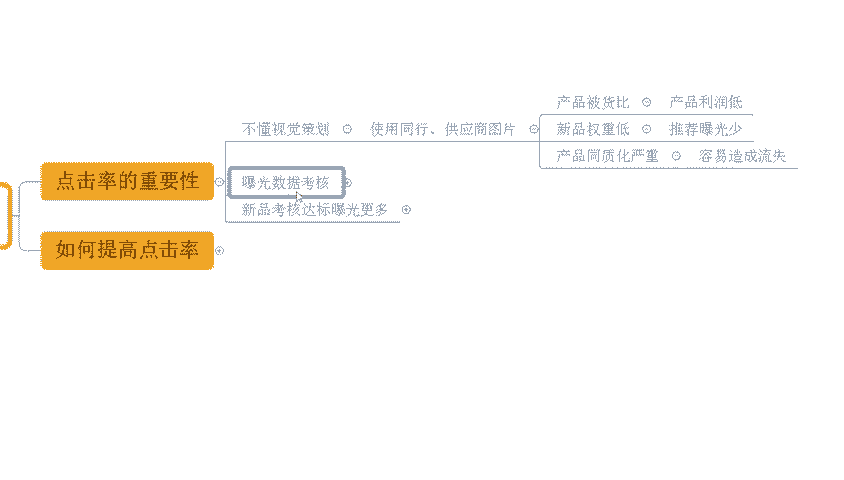 点击率的重要性
不懂视觉策划
使用同行、供应商图片
产品被货比
产品利润低
新品权重低
推荐曝光少
产品同质化严重
容易造成流失
曝光数据考核
新品考核达标曝光更多
如何提高点击率